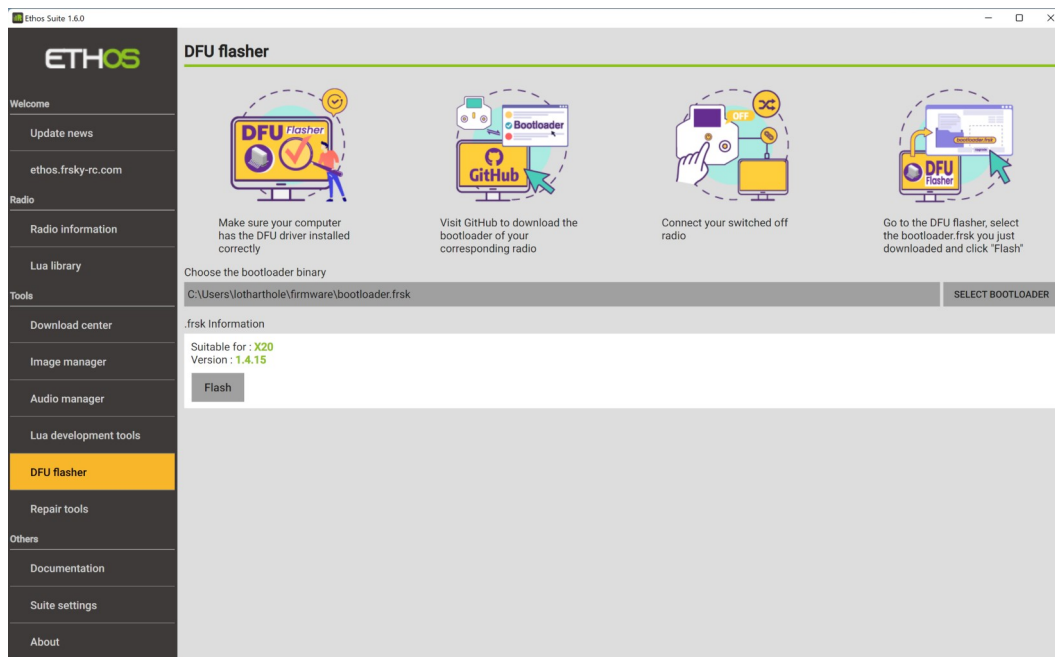 Ethos Suite 1.6.0
ETHOS
Welcome
Update news
ethos.frsky-rc.com
Radio
Radio information
Lua library
Tools
Download center
Image manager
Audio manager
Lua development tools
DFU flasher
Repair tools
Others
Documentation
Suite settings
About
DFU flasher
DFU Flasher
Make sure your computer
has the DFU driver installed
correctly
Bootloader
GitHub
Visit GitHub to download the
bootloader of your
corresponding radio
OFF
Connect your switched off
radio
bootloader.frsk
DFU
Flasher
Go to the DFU flasher, select
the bootloader.frsk you just
downloaded and click "Flash"
Choose the bootloader binary
C:\Users\lotharthole\firmware\bootloader.frsk
SELECT BOOTLOADER
.frsk Information
Suitable for : X20
Version : 1.4.15
Flash